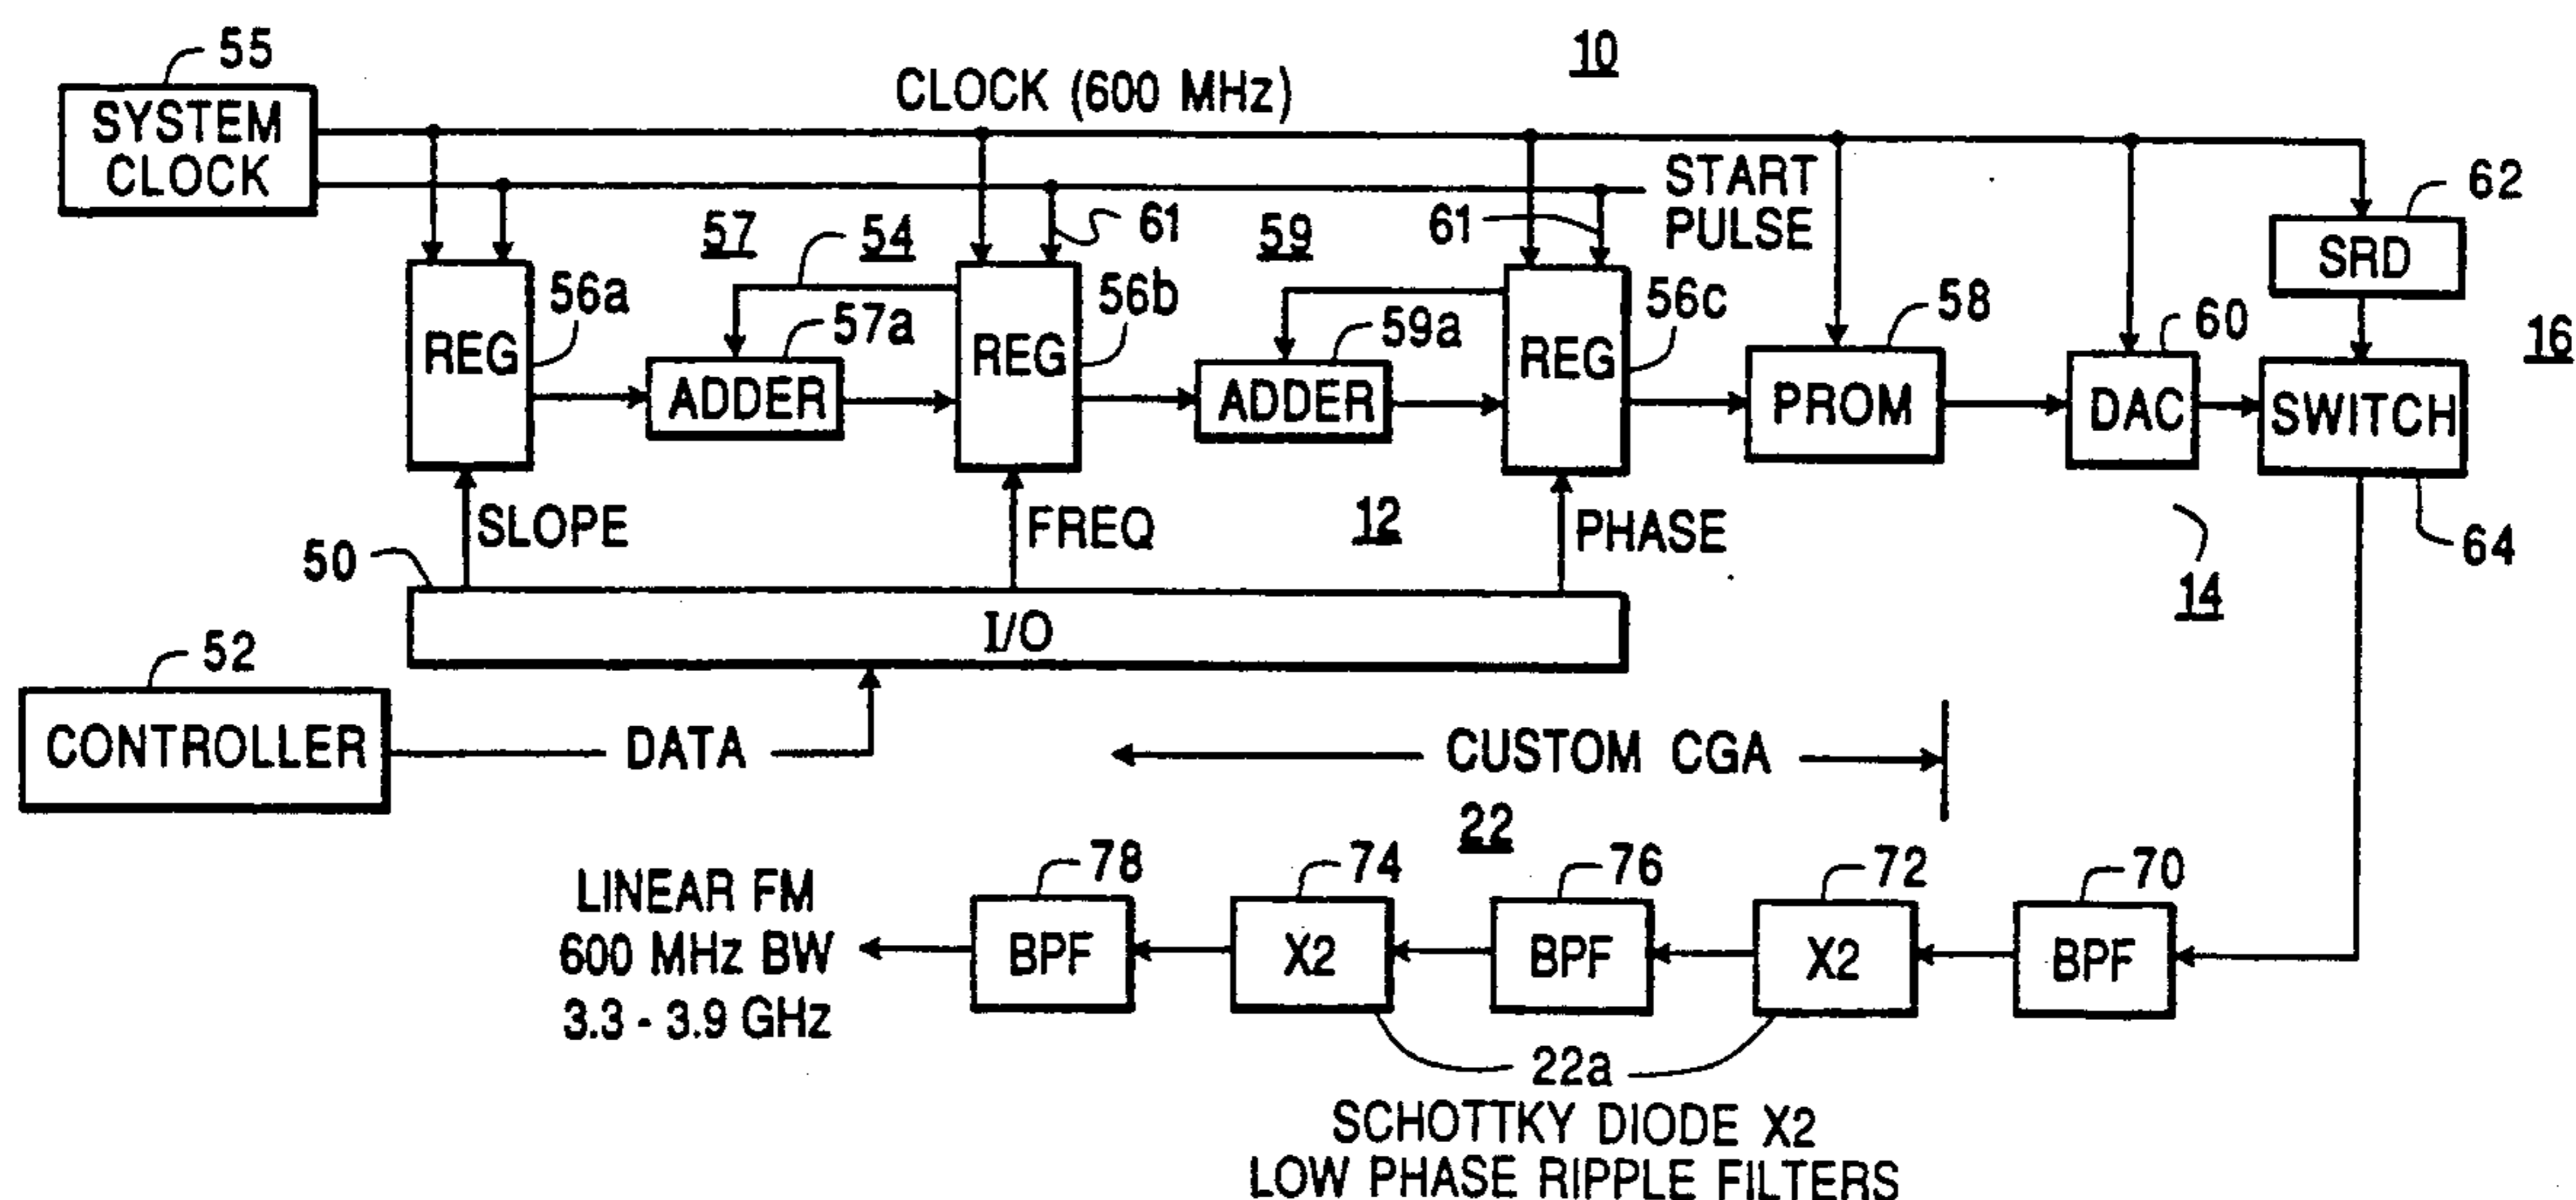 55
10
SYSTEM
CLOCK
CLOCK (600 MHz)
START
PULSE
62
SRD
57
54
61
59
61
56a
57a
56b
59a
56c
58
60
16
REG
ADDER
REG
ADDER
REG
PROM
DAC
SWITCH
SLOPE
FREQ
12
PHASE
14
64
50
I/O
52
CONTROLLER
DATA
CUSTOM CGA
22
78
74
76
72
70
LINEAR FM
600 MHz BW
3.3 - 3.9 GHz
BPF
X2
BPF
X2
BPF
22a
SCHOTTKY DIODE X2
LOW PHASE RIPPLE FILTERS